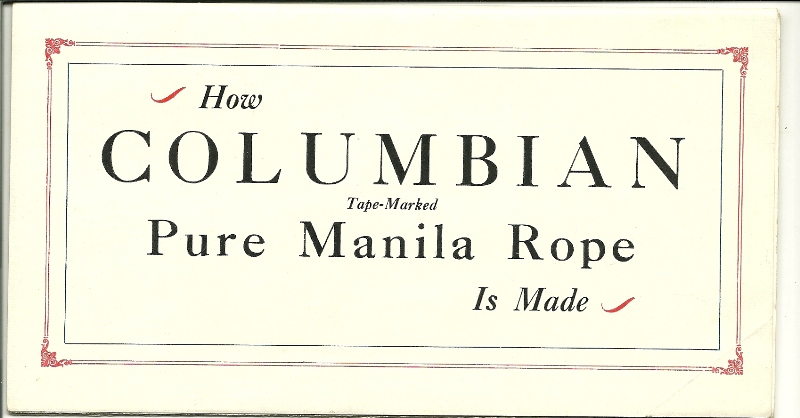 How
COLUMBIAN
Tape-Marked
Pure Manila Rope
Is Made